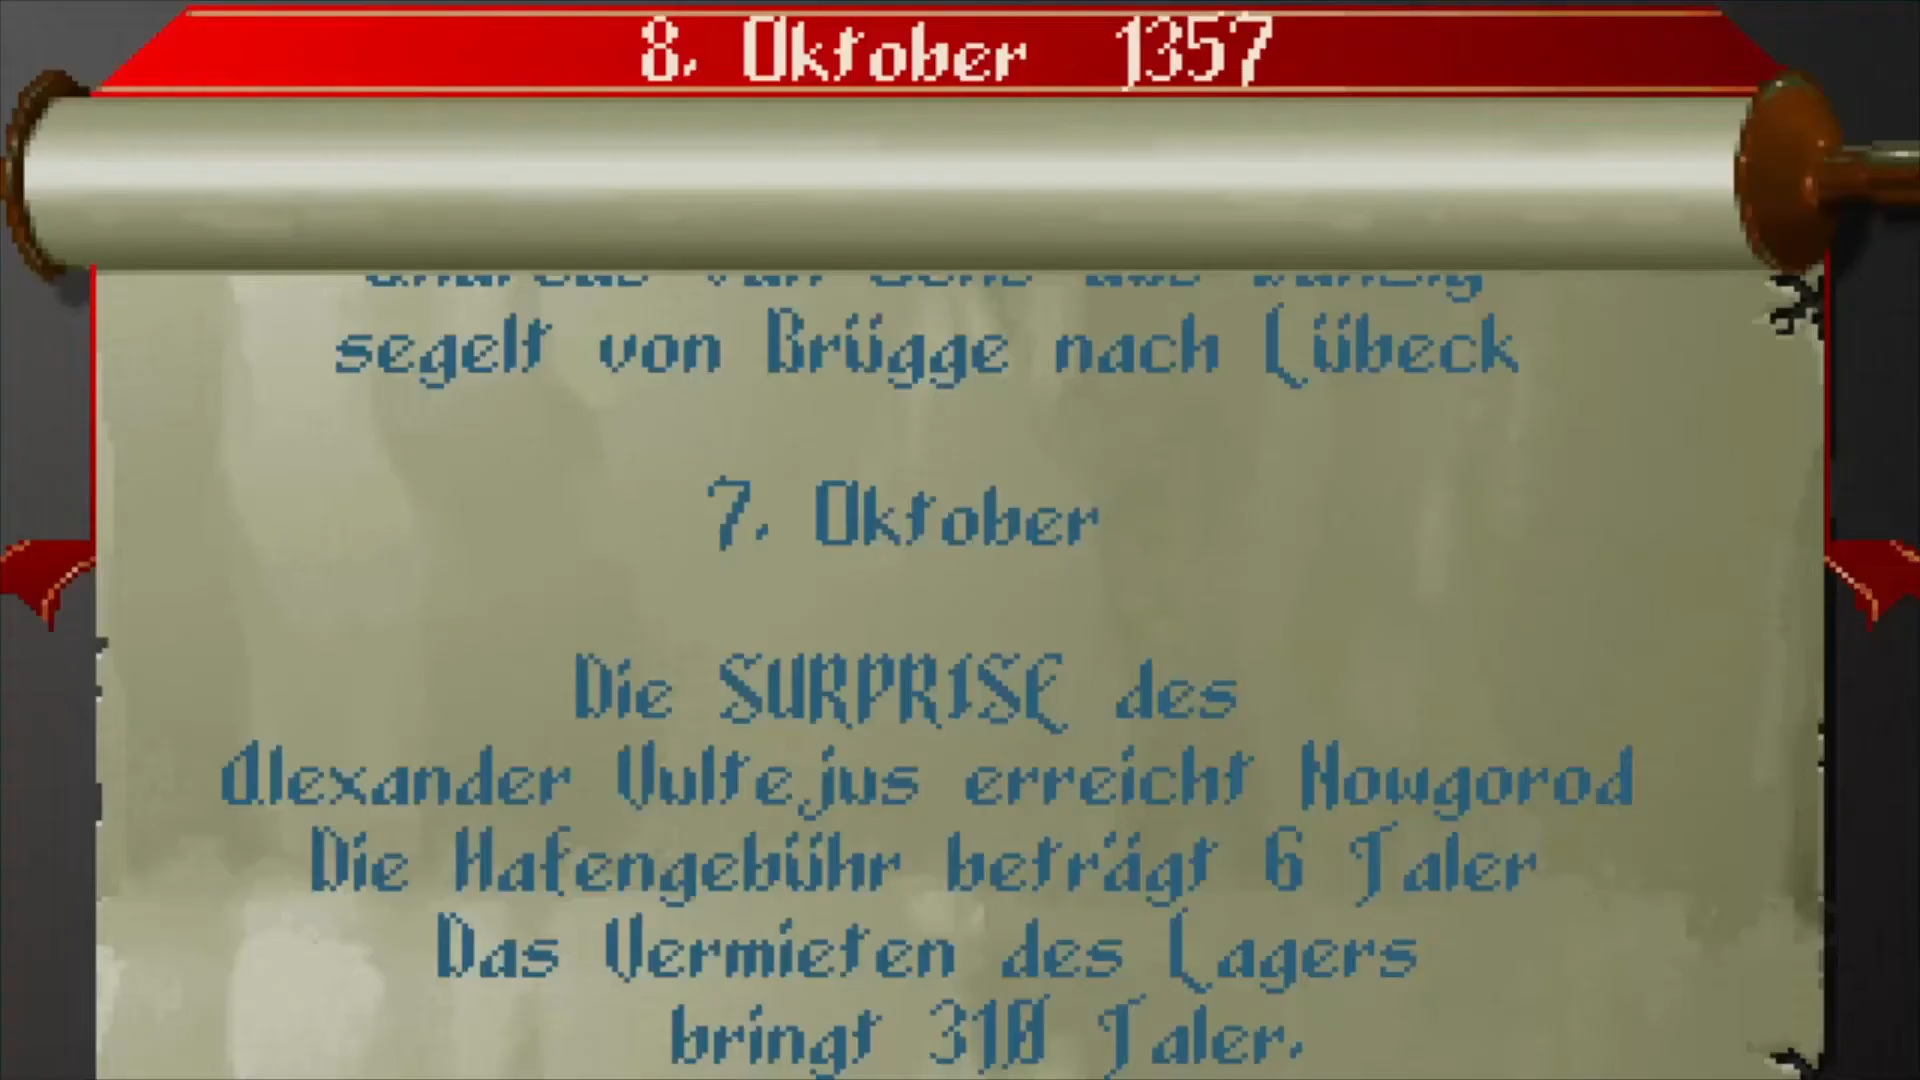 8. Oktober 1357
aus
segelt von Brügge nach Lübeck
7. Oktober
Die SURPRISE des
Alexander Vultejus erreicht Nowgorod
Die Hafengebühr beträgt 6 Taler
Das Vermieten des Lagers
bringt 310 Taler.